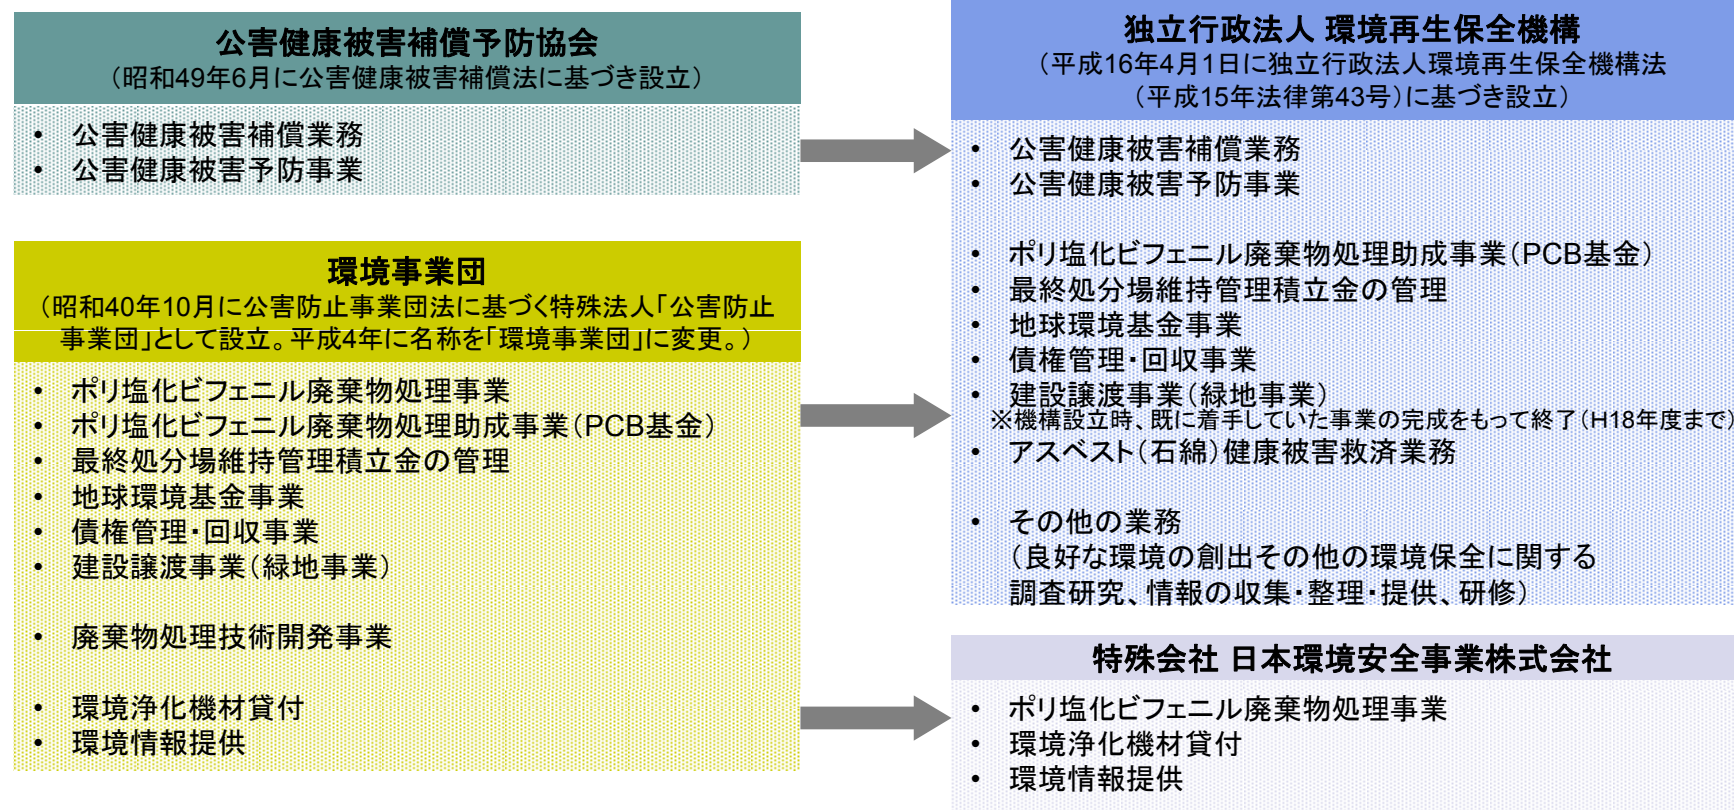 公害健康被害補償予防協会
（昭和49年6月に公害健康被害補償法に基づき設立）
• 公害健康被害補償業務
• 公害健康被害予防事業
環境事業団
（昭和40年10月に公害防止事業団法に基づく特殊法人「公害防止
事業団」として設立。平成4年に名称を「環境事業団」に変更。）
• ポリ塩化ビフェニル廃棄物処理事業
• ポリ塩化ビフェニル廃棄物処理助成事業（PCB基金）
• 最終処分場維持管理積立金の管理
• 地球環境基金事業
• 債権管理・回収事業
• 建設譲渡事業（緑地事業）
• 廃棄物処理技術開発事業
• 環境浄化機材貸付
• 環境情報提供
独立行政法人 環境再生保全機構
（平成16年4月1日に独立行政法人環境再生保全機構法
（平成15年法律第43号）に基づき設立）
• 公害健康被害補償業務
• 公害健康被害予防事業
• ポリ塩化ビフェニル廃棄物処理助成事業（PCB基金）
• 最終処分場維持管理積立金の管理
• 地球環境基金事業
• 債権管理・回収事業
• 建設譲渡事業（緑地事業）
※機構設立時、既に着手していた事業の完成をもって終了（H18年度まで）
• アスベスト（石綿）健康被害救済業務
• その他の業務
（良好な環境の創出その他の環境保全に関する
調査研究、情報の収集・整理・提供、研修）
特殊会社 日本環境安全事業株式会社
• ポリ塩化ビフェニル廃棄物処理事業
• 環境浄化機材貸付
• 環境情報提供